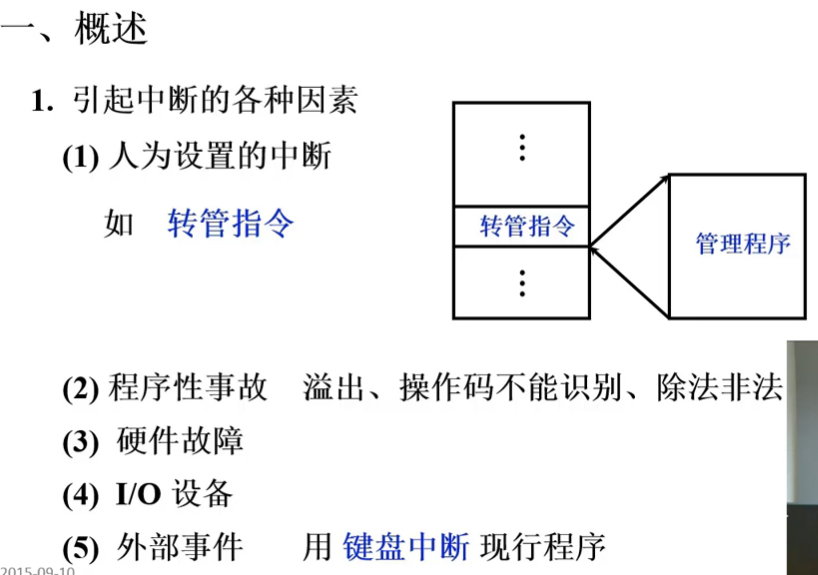 一、概述
1. 引起中断的各种因素
(1) 人为设置的中断
如 转管指令
⋮
转管指令
⋮
管理程序
(2) 程序性事故 溢出、操作码不能识别、除法非法
(3) 硬件故障
(4) I/O 设备
(5) 外部事件 用 键盘中断 现行程序
2015-09-10